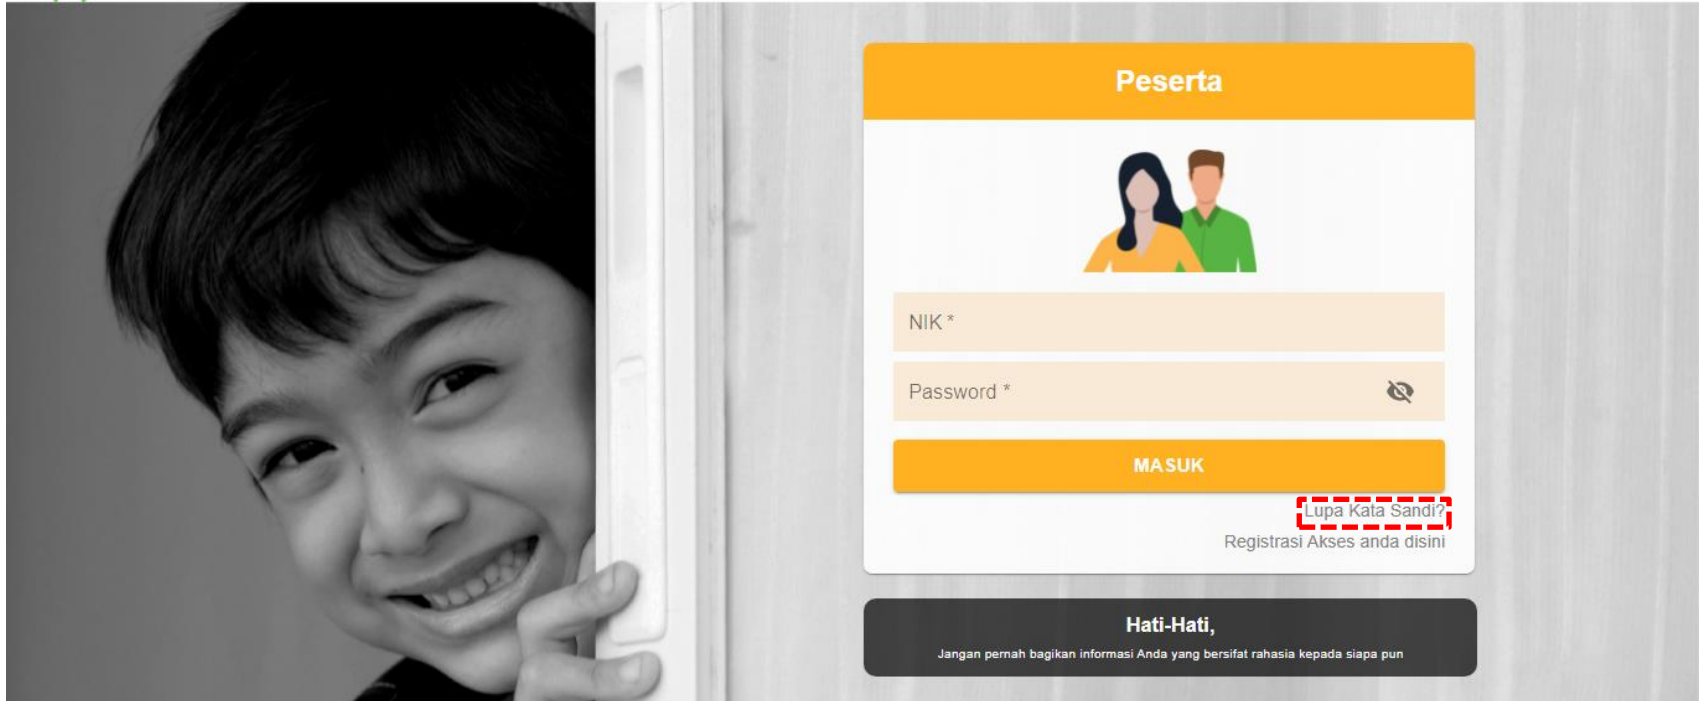 Peserta
NIK *
Password *
MASUK
Lupa Kata Sandi?
Registrasi Akses anda disini
Hati-Hati,
Jangan pernah bagikan informasi Anda yang bersifat rahasia kepada siapa pun